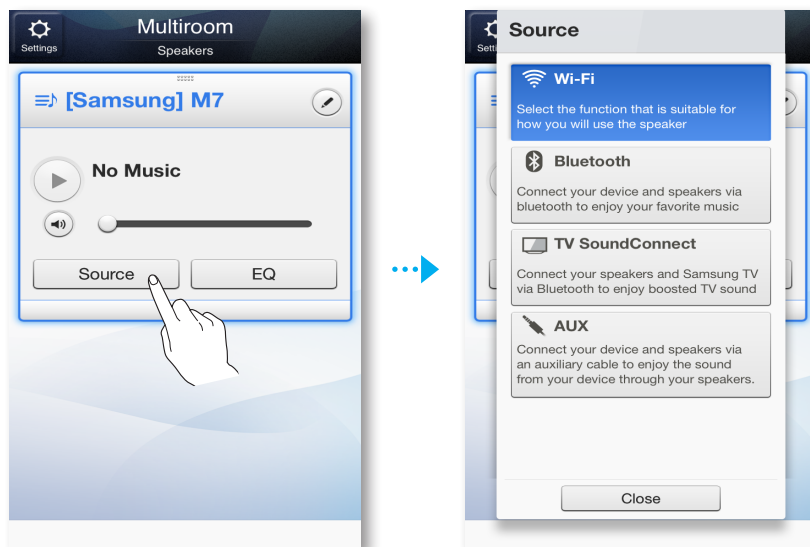 Multiroom
Settings
Speakers
[Samsung] M7
No Music
Source
EQ
Setti
Source
Wi-Fi
Select the function that is suitable for
how you will use the speaker
Bluetooth
Connect your device and speakers via
bluetooth to enjoy your favorite music
TV SoundConnect
Connect your speakers and Samsung TV
via Bluetooth to enjoy boosted TV sound
AUX
Connect your device and speakers via
an auxiliary cable to enjoy the sound
from your device through your speakers.
Close